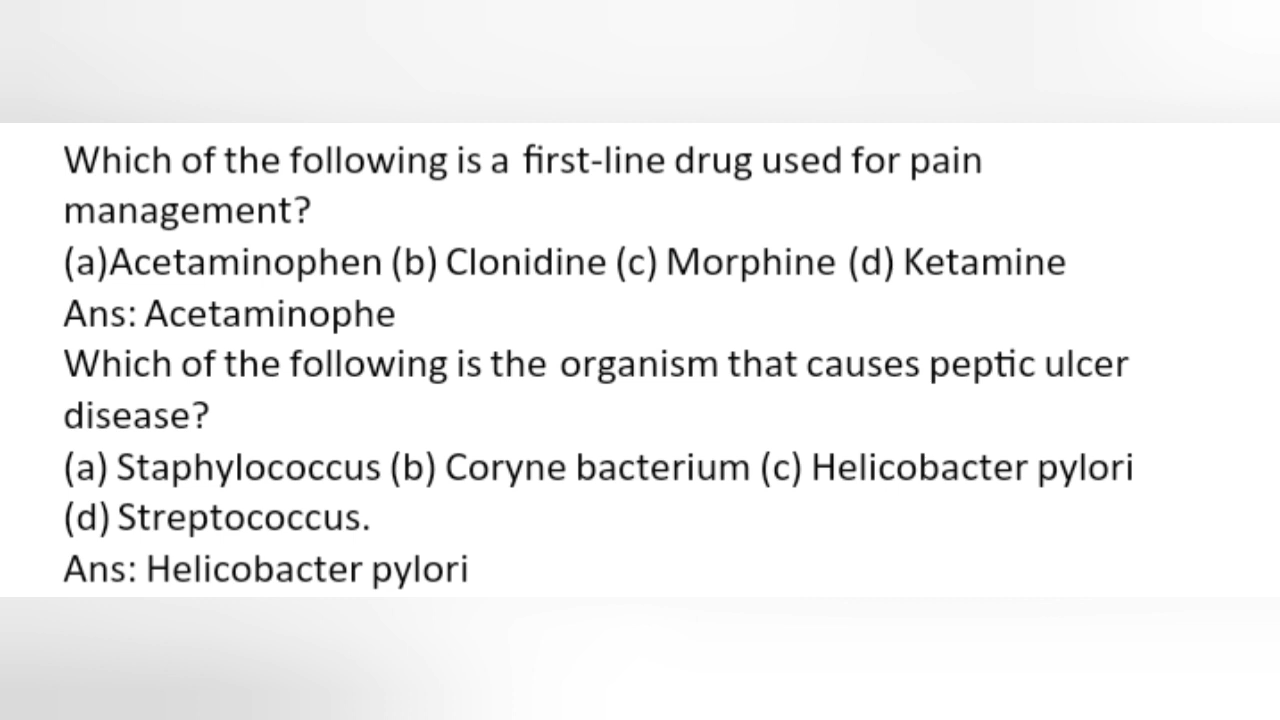 Which of the following is a first-line drug used for pain
management?
(a)Acetaminophen (b) Clonidine (c) Morphine (d) Ketamine
Ans: Acetaminophe
Which of the following is the organism that causes peptic ulcer
disease?
(a) Staphylococcus (b) Coryne bacterium (c) Helicobacter pylori
(d) Streptococcus.
Ans: Helicobacter pylori